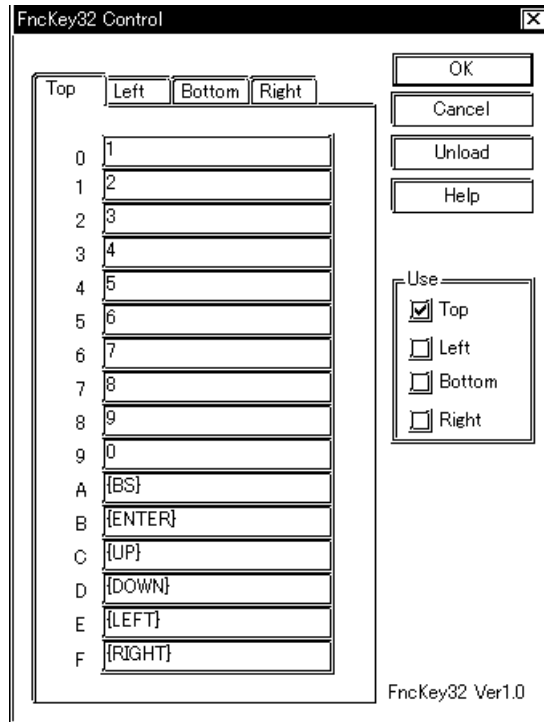 FncKey32 Control
Top Left Bottom Right
0 1
1 2
2 3
3 4
4 5
5 6
6 7
7 8
8 9
9 0
A {BS}
B {ENTER}
C {UP}
D {DOWN}
E {LEFT}
F {RIGHT}
OK
Cancel
Unload
Help
Use
Top
Left
Bottom
Right
FncKey32 Ver1.0